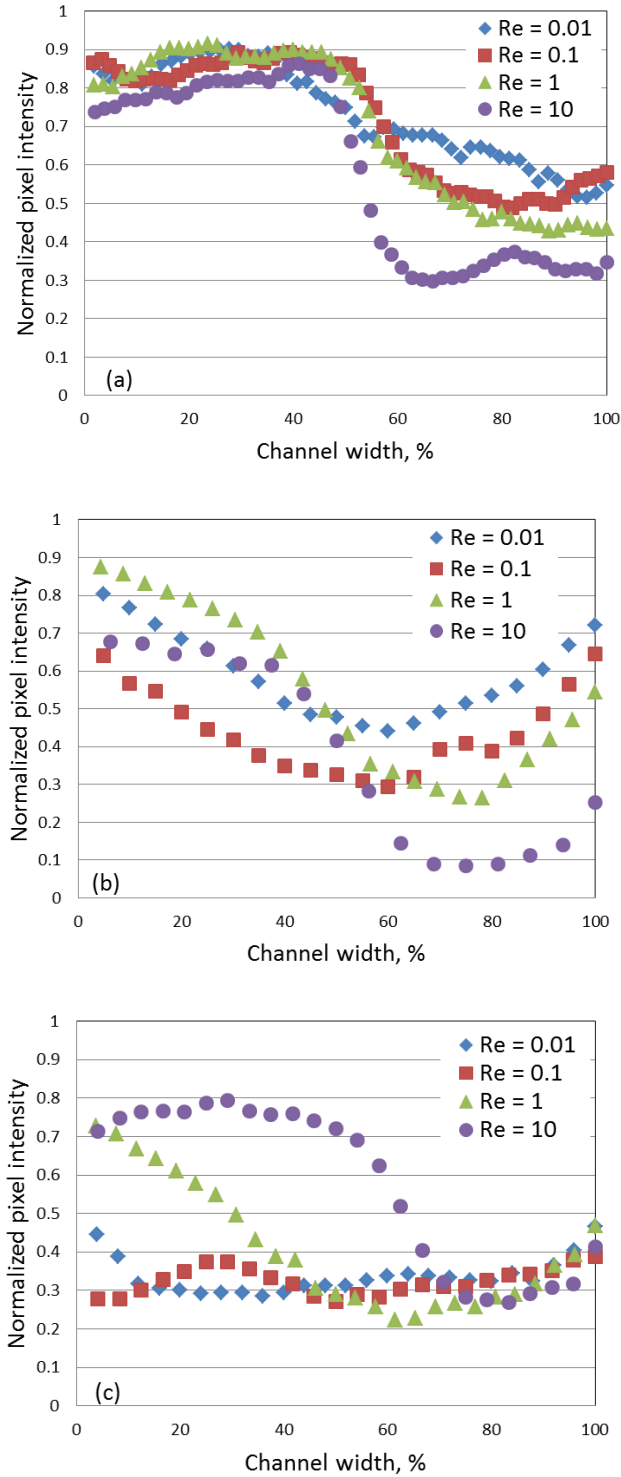 1
0.9
0.8
0.7
0.6
0.5
0.4
0.3
0.2
0.1
0
Normalized pixel intensity
Re = 0.01
Re = 0.1
Re = 1
Re = 10
(a)
0 20 40 60 80 100
Channel width, %
1
0.9
0.8
0.7
0.6
0.5
0.4
0.3
0.2
0.1
0
Normalized pixel intensity
Re = 0.01
Re = 0.1
Re = 1
Re = 10
(b)
0 20 40 60 80 100
Channel width, %
1
0.9
0.8
0.7
0.6
0.5
0.4
0.3
0.2
0.1
0
Normalized pixel intensity
Re = 0.01
Re = 0.1
Re = 1
Re = 10
(c)
0 20 40 60 80 100
Channel width, %